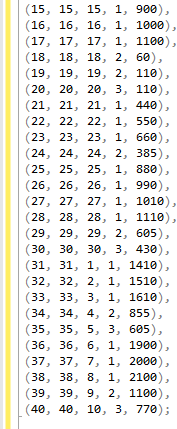 (15, 15, 15, 1, 900),
(16, 16, 16, 1, 1000),
(17, 17, 17, 1, 1100),
(18, 18, 18, 2, 60),
(19, 19, 19, 2, 110),
(20, 20, 20, 3, 110),
(21, 21, 21, 1, 440),
(22, 22, 22, 1, 550),
(23, 23, 23, 1, 660),
(24, 24, 24, 2, 385),
(25, 25, 25, 1, 880),
(26, 26, 26, 1, 990),
(27, 27, 27, 1, 1010),
(28, 28, 28, 1, 1110),
(29, 29, 29, 2, 605),
(30, 30, 30, 3, 430),
(31, 31, 1, 1, 1410),
(32, 32, 2, 1, 1510),
(33, 33, 3, 1, 1610),
(34, 34, 4, 2, 855),
(35, 35, 5, 3, 605),
(36, 36, 6, 1, 1900),
(37, 37, 7, 1, 2000),
(38, 38, 8, 1, 2100),
(39, 39, 9, 2, 1100),
(40, 40, 10, 3, 770);